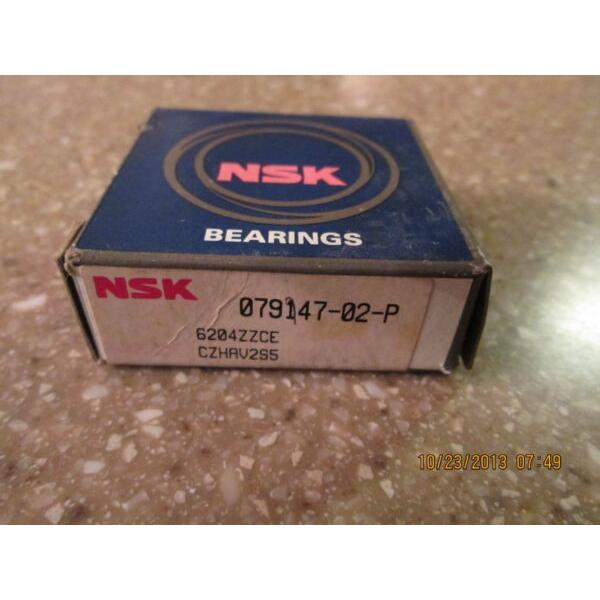 NSK
BEARINGS
NSK
079147-02-P
6204ZZCE
CZHAV2S5
10/23/2013 07:49